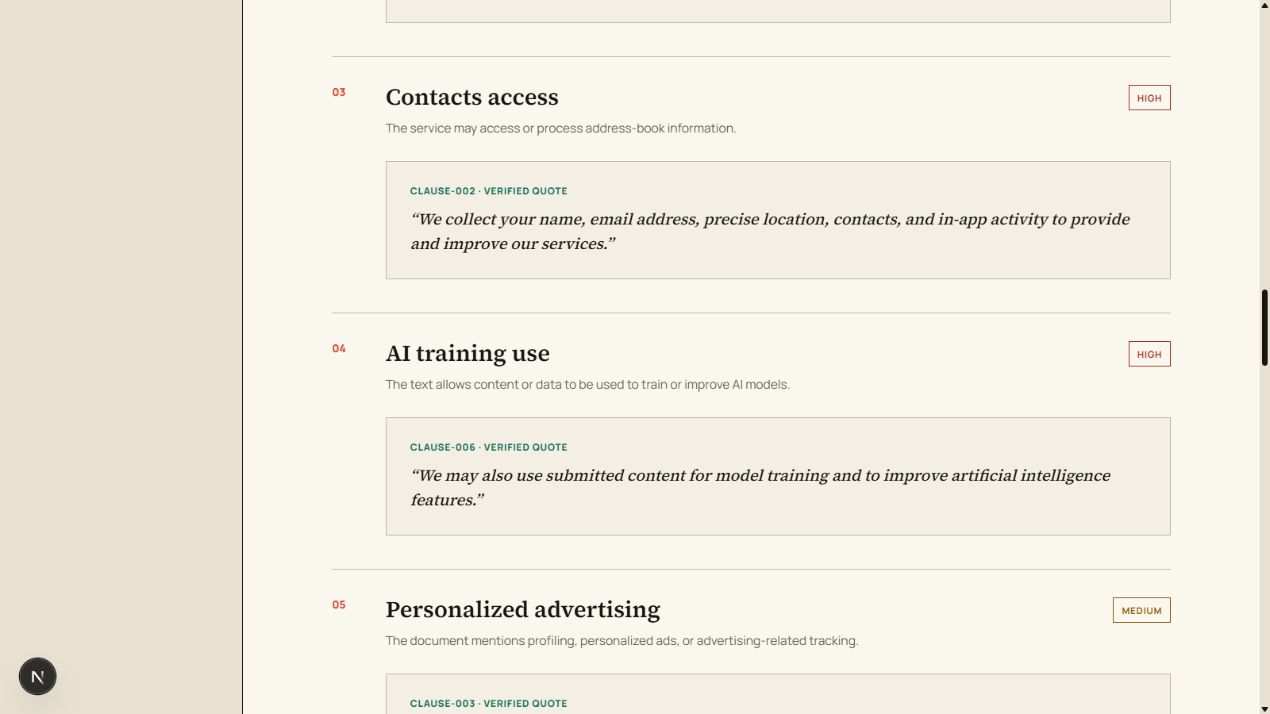 03
Contacts access
HIGH
The service may access or process address-book information.
CLAUSE-002 · VERIFIED QUOTE
“We collect your name, email address, precise location, contacts, and in-app activity to provide
and improve our services.”
04
AI training use
HIGH
The text allows content or data to be used to train or improve AI models.
CLAUSE-006 · VERIFIED QUOTE
“We may also use submitted content for model training and to improve artificial intelligence
features.”
05
Personalized advertising
MEDIUM
The document mentions profiling, personalized ads, or advertising-related tracking.
CLAUSE-003 · VERIFIED QUOTE
N